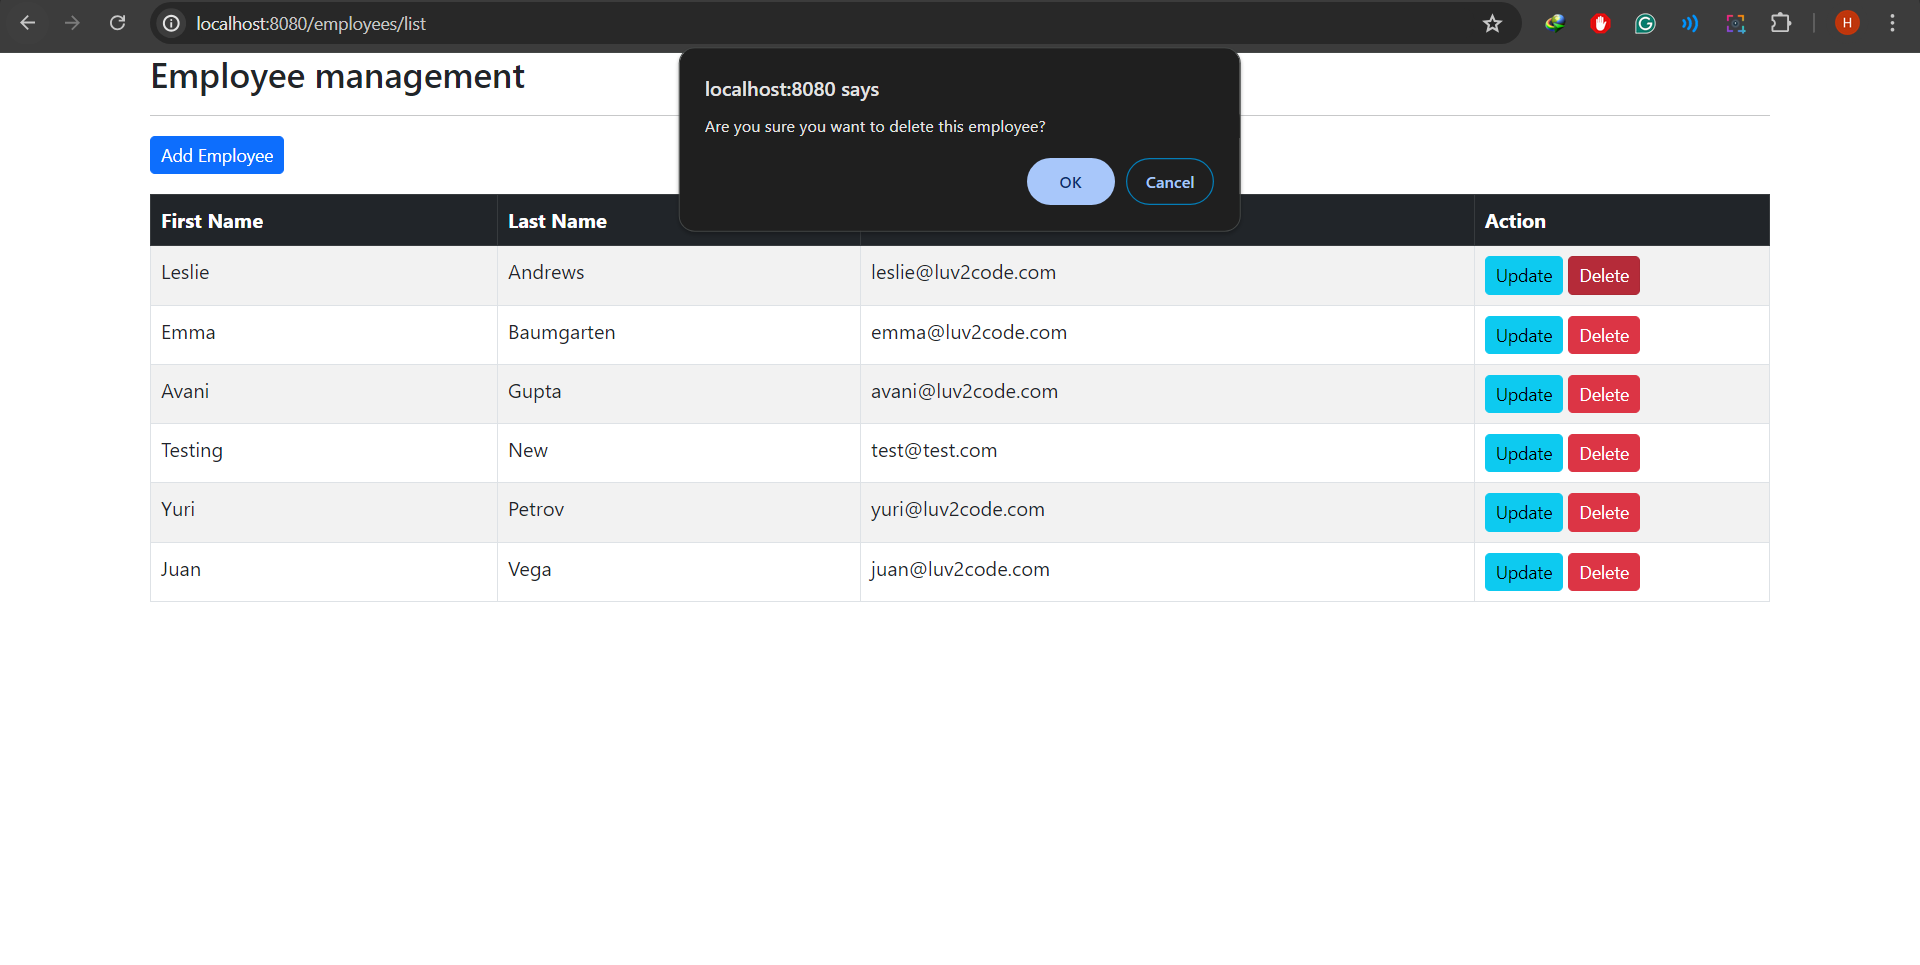 localhost:8080/employees/list
H
Employee management
localhost:8080 says
Are you sure you want to delete this employee?
OK Cancel
Add Employee
First Name Last Name Action
Leslie Andrews leslie@luv2code.com Update Delete
Emma Baumgarten emma@luv2code.com Update Delete
Avani Gupta avani@luv2code.com Update Delete
Testing New test@test.com Update Delete
Yuri Petrov yuri@luv2code.com Update Delete
Juan Vega juan@luv2code.com Update Delete